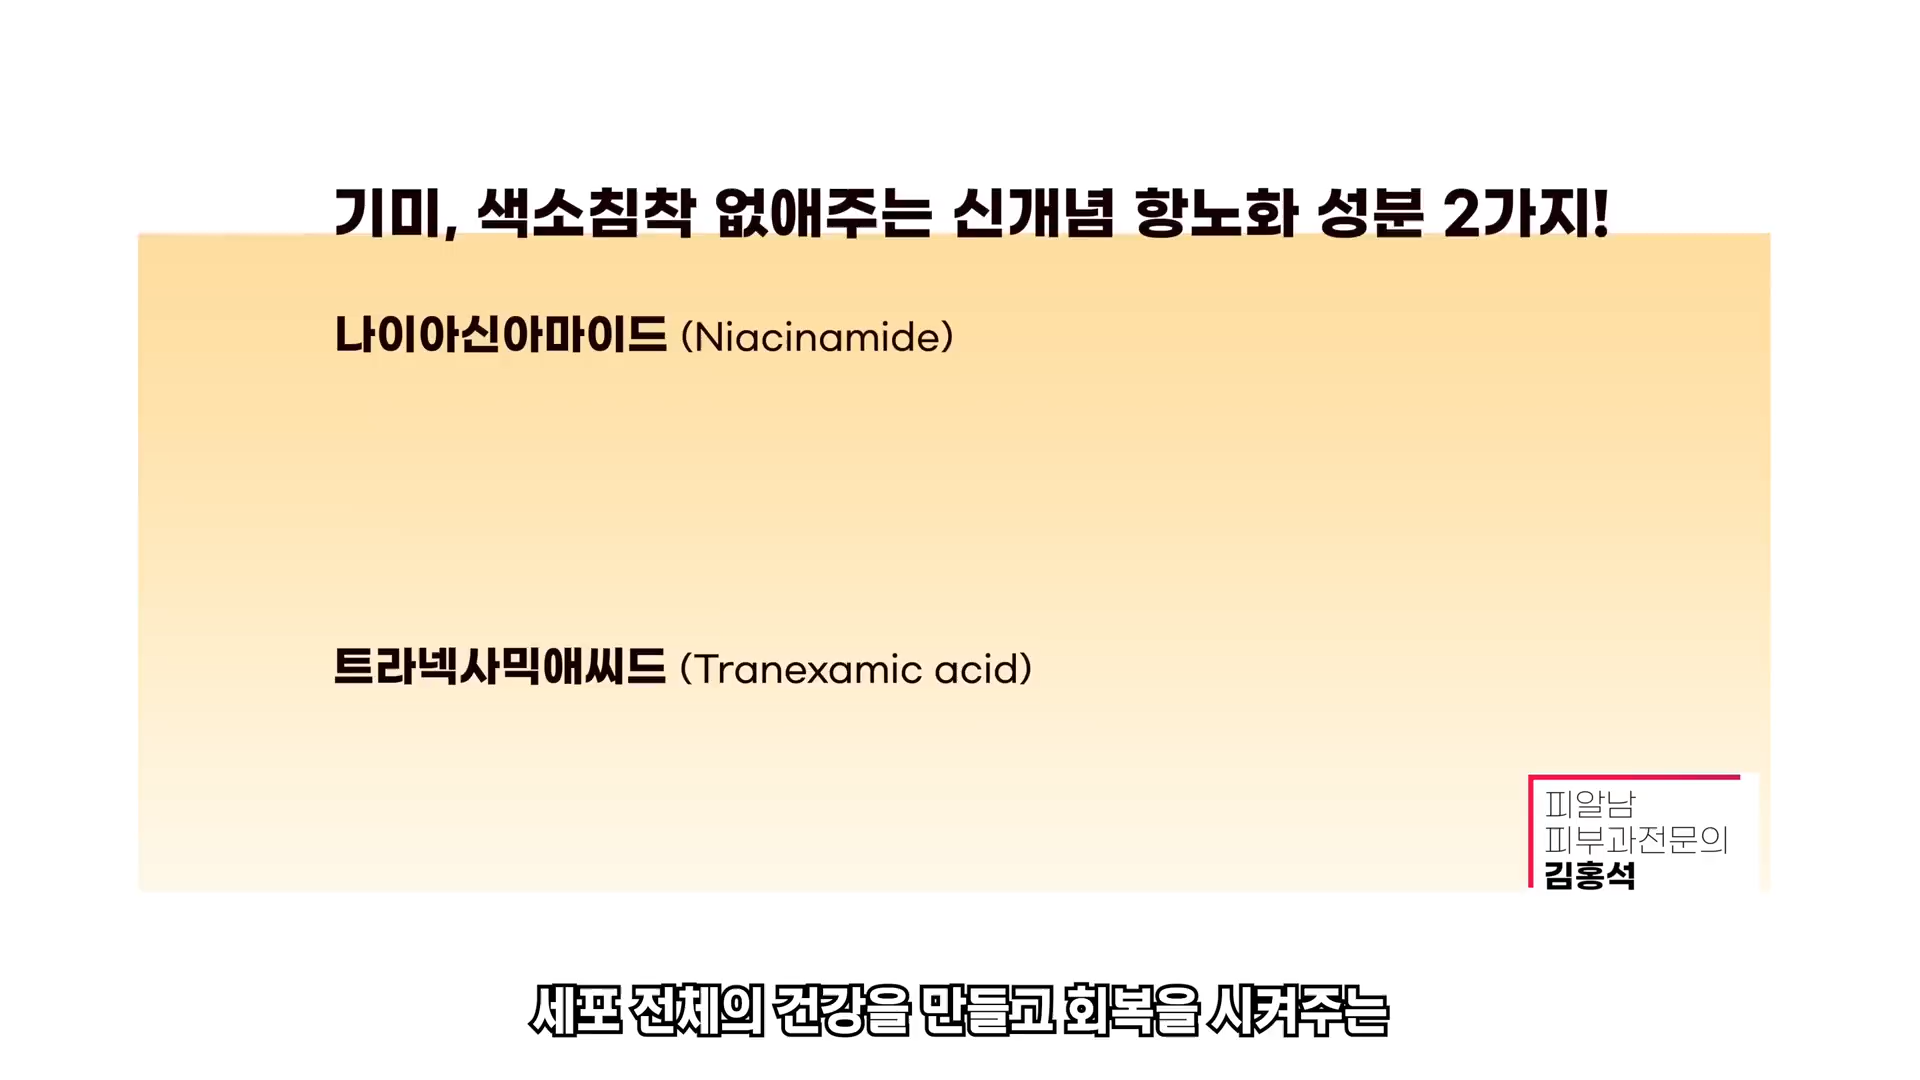 기미, 색소침착 없애주는 신개념 항노화 성분 2가지!
나이아신아마이드 (Niacinamide)
트라넥사믹애씨드 (Tranexamic acid)
피알남
피부과전문의
김홍석
세포 전체의 건강을 만들고 회복을 시켜주는